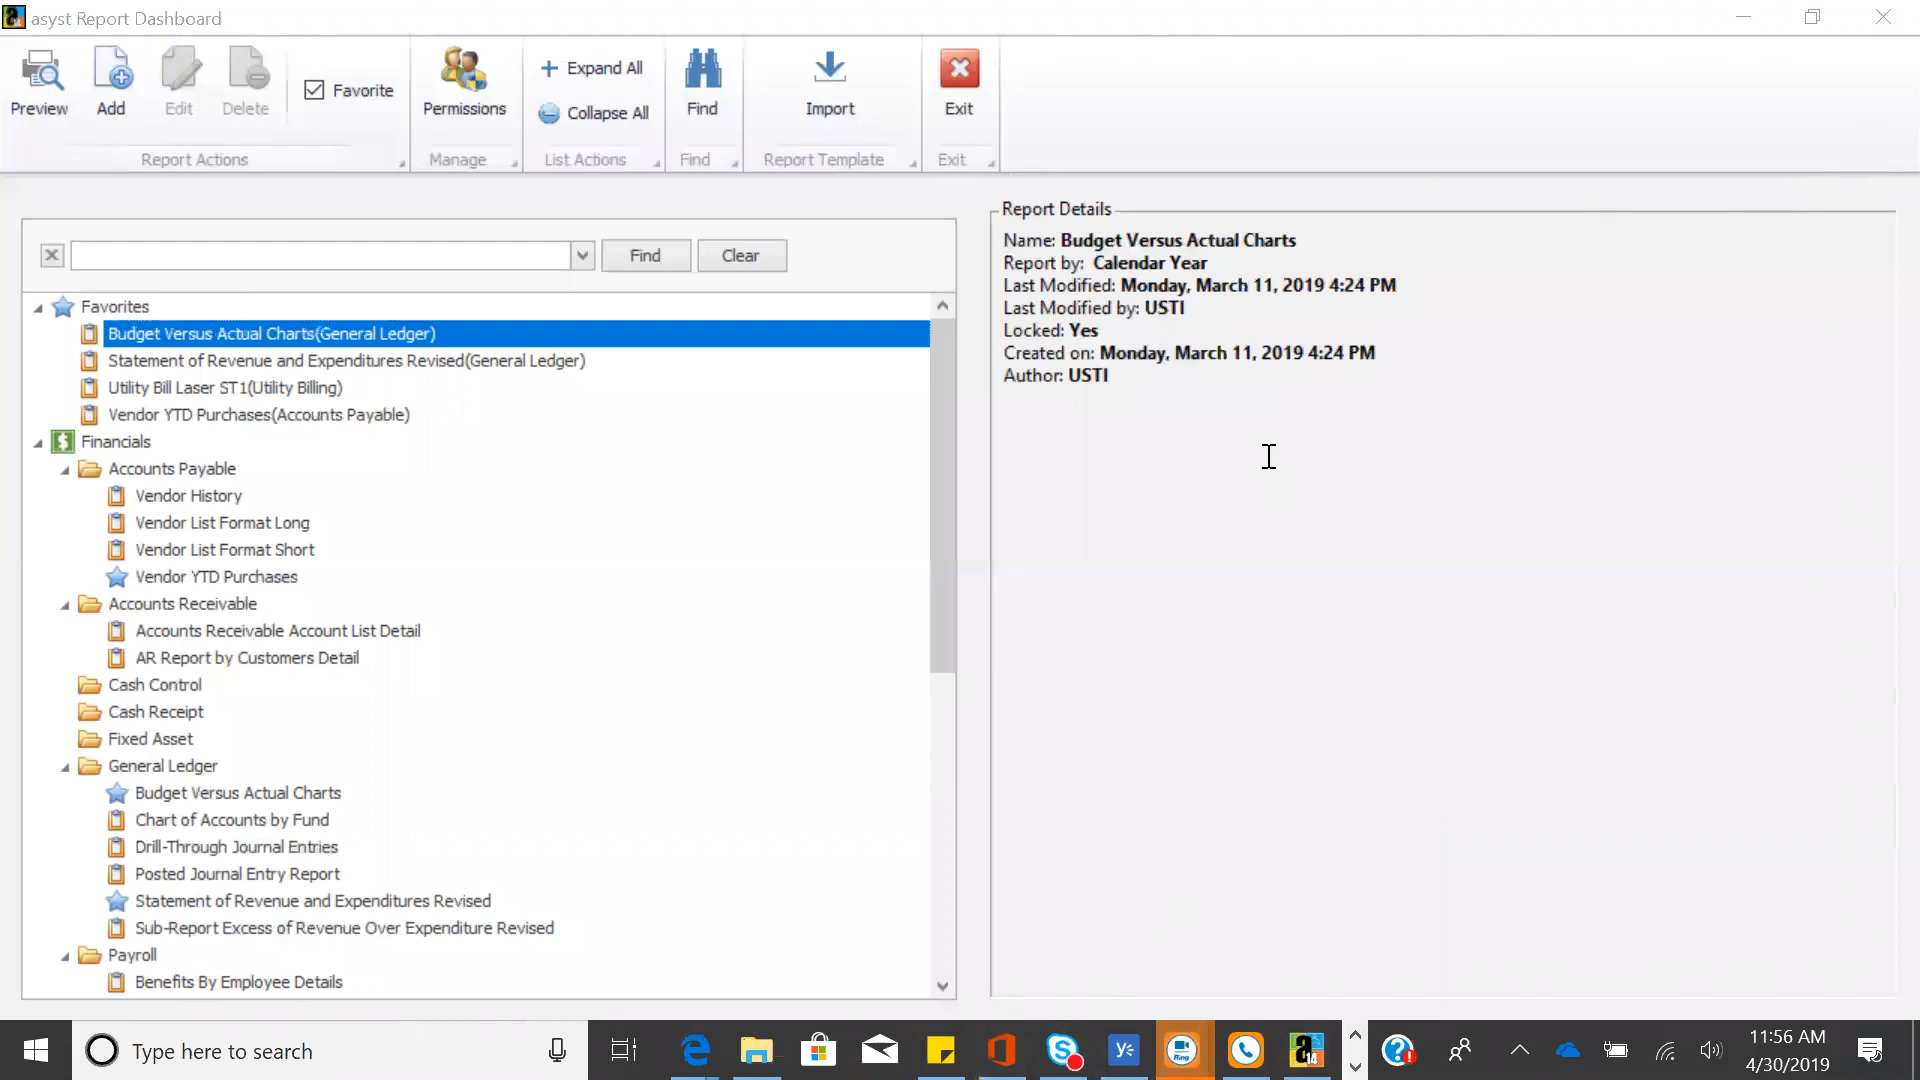 asyst Report Dashboard
Preview
Add
Edit
Delete
Favorite
Report Actions
Permissions
Manage
Expand All
Collapse All
List Actions
Find
Find
Import
Report Template
Exit
Exit
Find
Clear
Favorites
Budget Versus Actual Charts(General Ledger)
Statement of Revenue and Expenditures Revised(General Ledger)
Utility Bill Laser ST1(Utility Billing)
Vendor YTD Purchases(Accounts Payable)
Financials
Accounts Payable
Vendor History
Vendor List Format Long
Vendor List Format Short
Vendor YTD Purchases
Accounts Receivable
Accounts Receivable Account List Detail
AR Report by Customers Detail
Cash Control
Cash Receipt
Fixed Asset
General Ledger
Budget Versus Actual Charts
Chart of Accounts by Fund
Drill-Through Journal Entries
Posted Journal Entry Report
Statement of Revenue and Expenditures Revised
Sub-Report Excess of Revenue Over Expenditure Revised
Payroll
Benefits By Employee Details
Report Details
Name: Budget Versus Actual Charts
Report by: Calendar Year
Last Modified: Monday, March 11, 2019 4:24 PM
Last Modified by: USTI
Locked: Yes
Created on: Monday, March 11, 2019 4:24 PM
Author: USTI
Type here to search
Ring
14
11:56 AM
4/30/2019